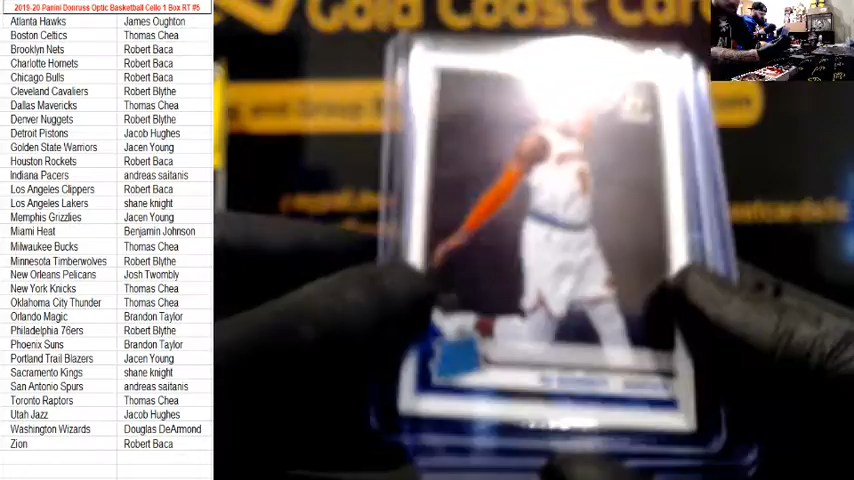 2019-20 Panini Donruss Optic Basketball Cello 1 Box RT #5
Atlanta Hawks James Oughton
Boston Celtics Thomas Chea
Brooklyn Nets Robert Baca
Charlotte Hornets Robert Baca
Chicago Bulls Robert Baca
Cleveland Cavaliers Robert Blythe
Dallas Mavericks Thomas Chea
Denver Nuggets Robert Blythe
Detroit Pistons Jacob Hughes
Golden State Warriors Jacen Young
Houston Rockets Robert Baca
Indiana Pacers andreas saitanis
Los Angeles Clippers Robert Baca
Los Angeles Lakers shane knight
Memphis Grizzlies Jacen Young
Miami Heat Benjamin Johnson
Milwaukee Bucks Thomas Chea
Minnesota Timberwolves Robert Blythe
New Orleans Pelicans Josh Twombly
New York Knicks Thomas Chea
Oklahoma City Thunder Thomas Chea
Orlando Magic Brandon Taylor
Philadelphia 76ers Robert Blythe
Phoenix Suns Brandon Taylor
Portland Trail Blazers Jacen Young
Sacramento Kings shane knight
San Antonio Spurs andreas saitanis
Toronto Raptors Thomas Chea
Utah Jazz Jacob Hughes
Washington Wizards Douglas DeArmond
Zion Robert Baca
Gold Coast
and Group